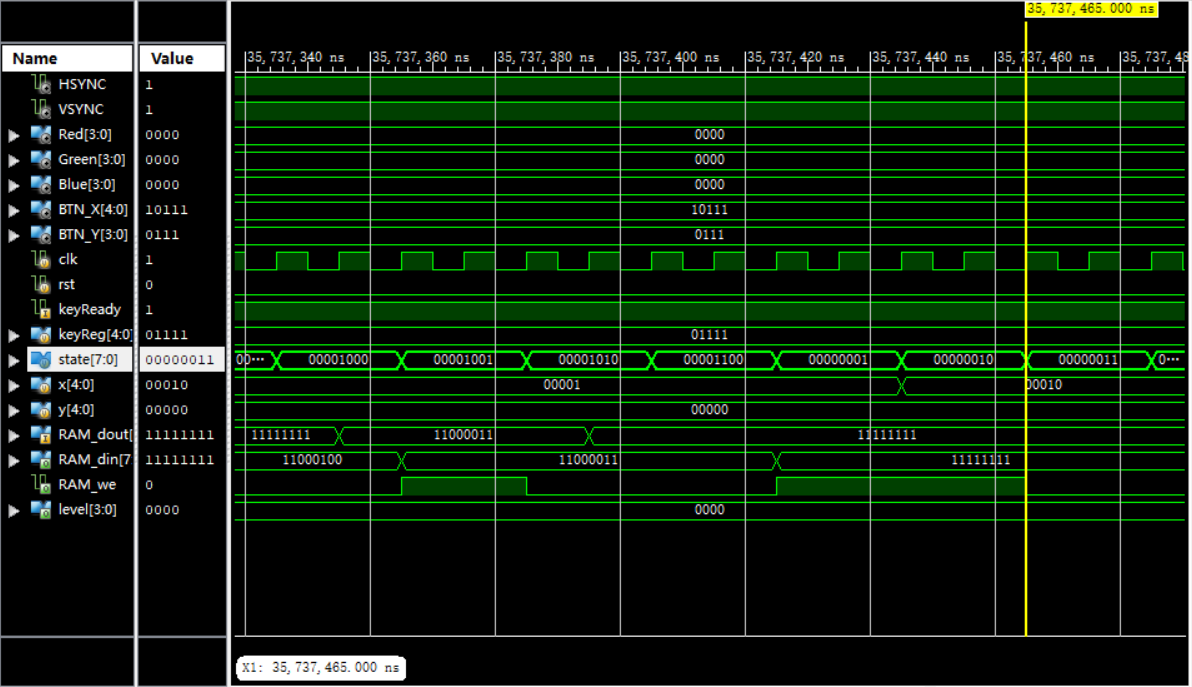 35,737,465.000 ns
Name Value 35,737,340 ns 35,737,360 ns 35,737,380 ns 35,737,400 ns 35,737,420 ns 35,737,440 ns 35,737,460 ns 35,737,48
HSYNC 1
VSYNC 1
Red[3:0] 0000 0000
Green[3:0] 0000 0000
Blue[3:0] 0000 0000
BTN_X[4:0] 10111 10111
BTN_Y[3:0] 0111 0111
clk 1
rst 0
keyReady 1
keyReg[4:0] 01111 01111
state[7:0] 00000011 00··· 00001000 00001001 00001010 00001100 00000001 00000010 00000011 0···
x[4:0] 00010 00001 00010
y[4:0] 00000 00000
RAM_dout[ 11111111 11111111 11000011 11111111
RAM_din[7 11111111 11000100 11000011 11111111
RAM_we 0
level[3:0] 0000 0000
X1: 35,737,465.000 ns